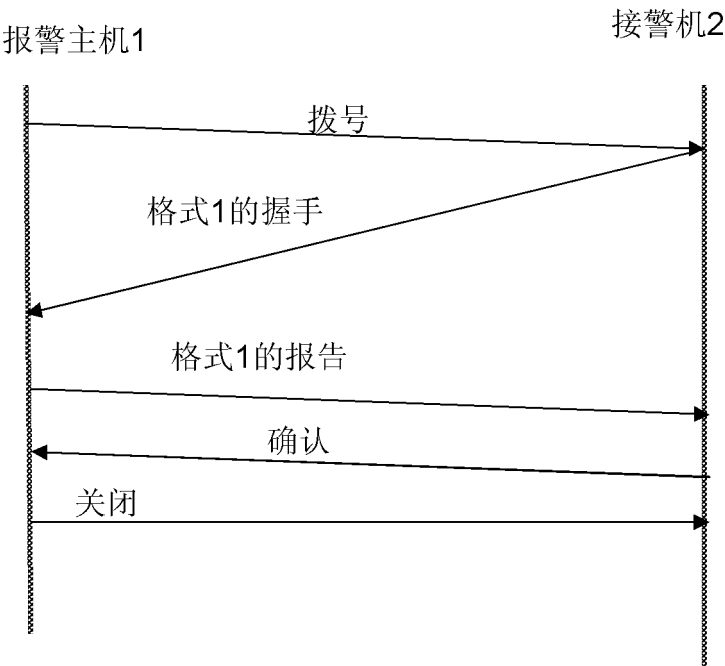 报警主机1
接警机2
拨号
格式1的握手
格式1的报告
确认
关闭